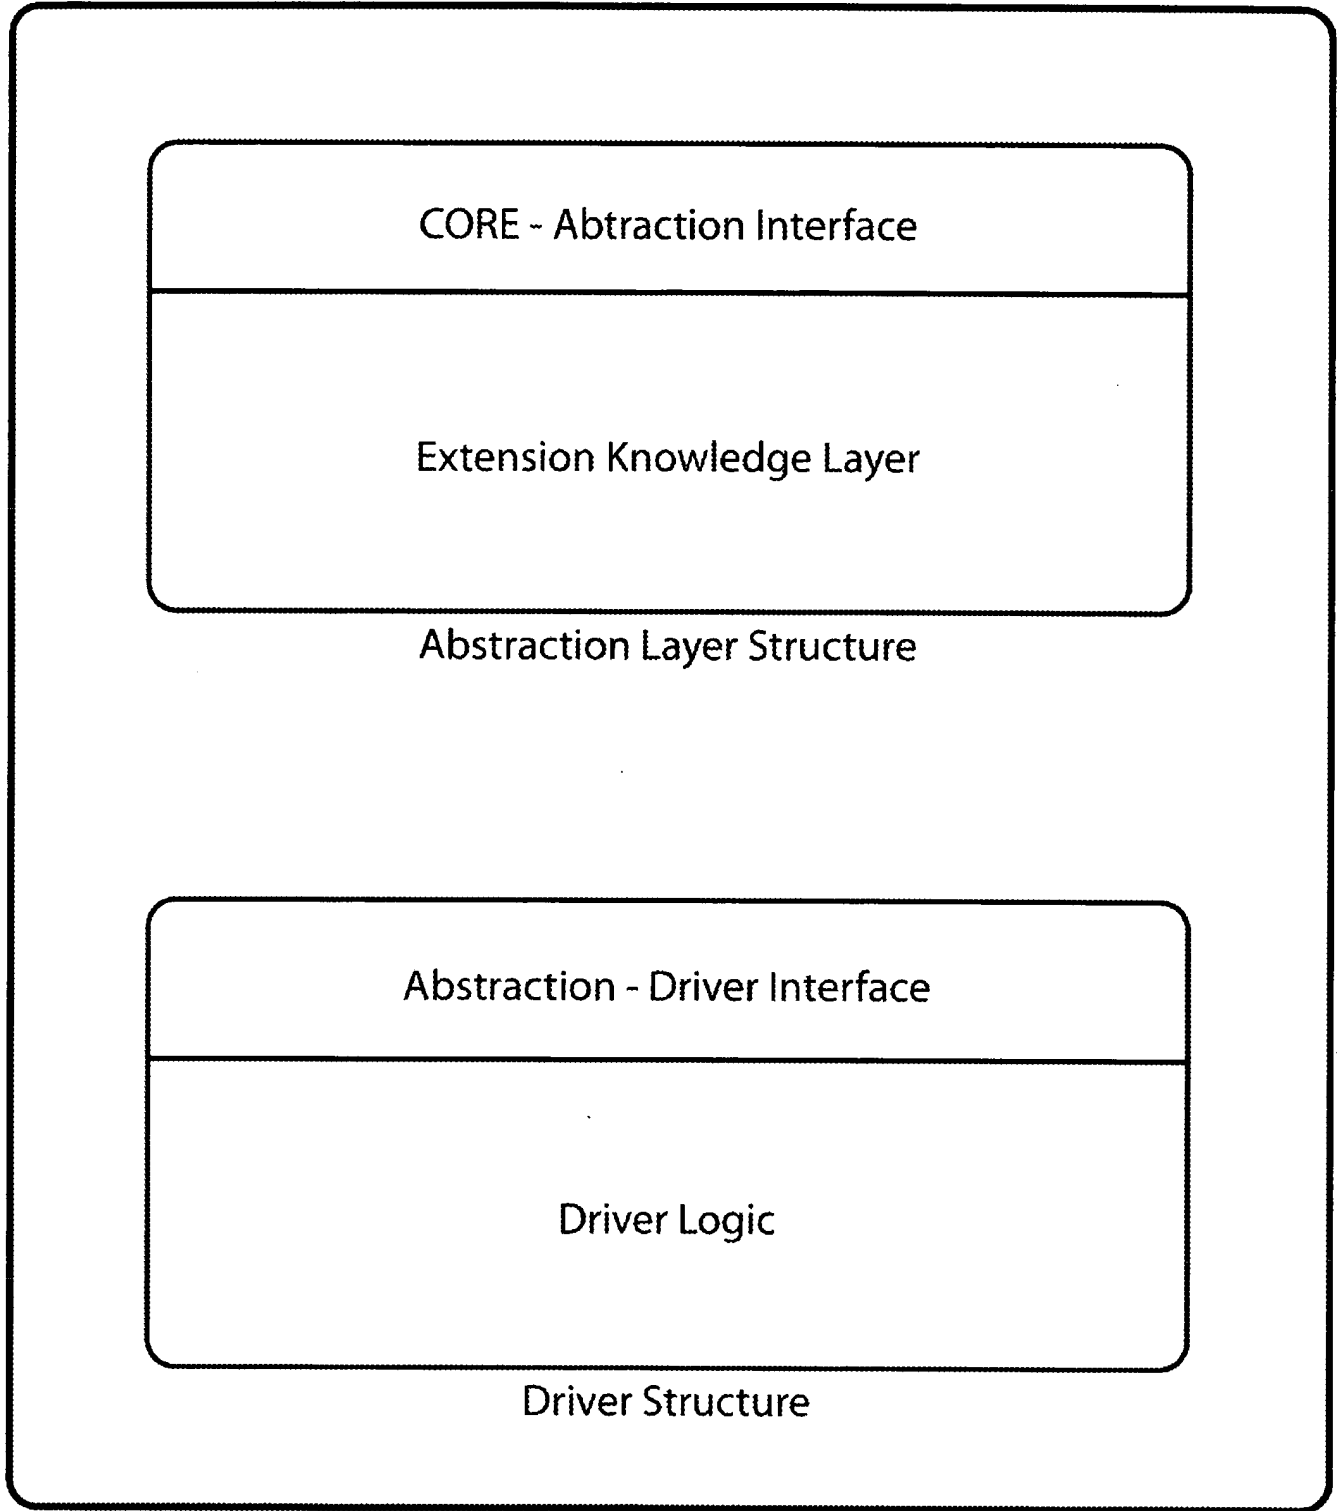 CORE - Abtraction Interface
Extension Knowledge Layer
Abstraction Layer Structure
Abstraction - Driver Interface
Driver Logic
Driver Structure